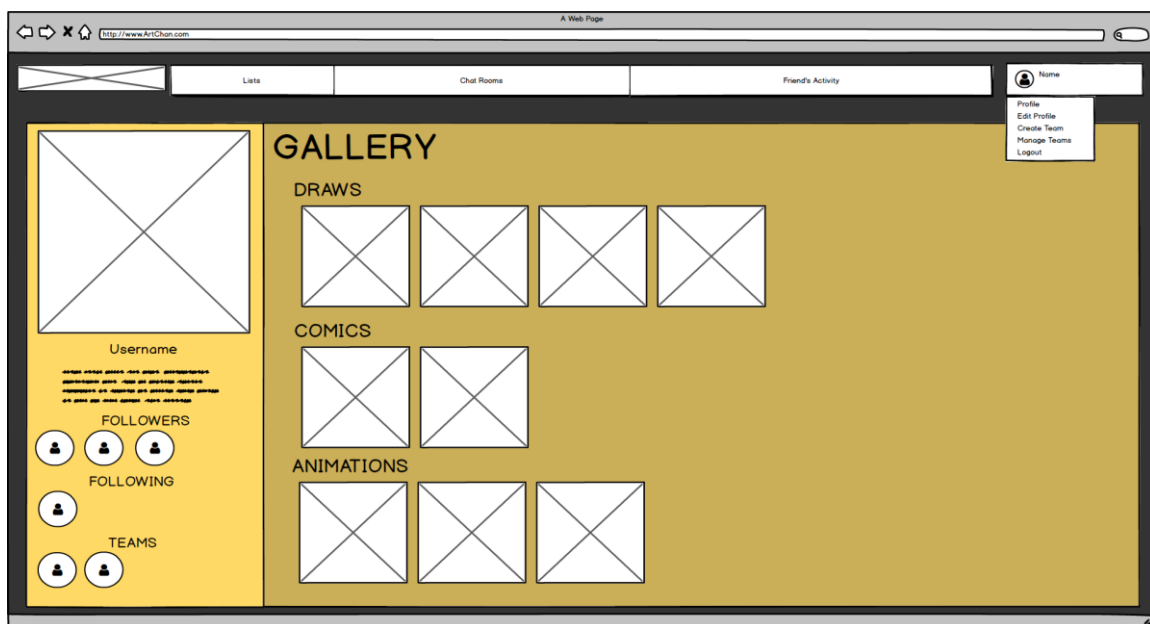 A Web Page
http://www.ArtChan.com
Lists
Chat Rooms
Friend's Activity
Name
Profile
Edit Profile
Create Team
Manage Teams
Logout
GALLERY
DRAWS
COMICS
ANIMATIONS
Username
FOLLOWERS
FOLLOWING
TEAMS